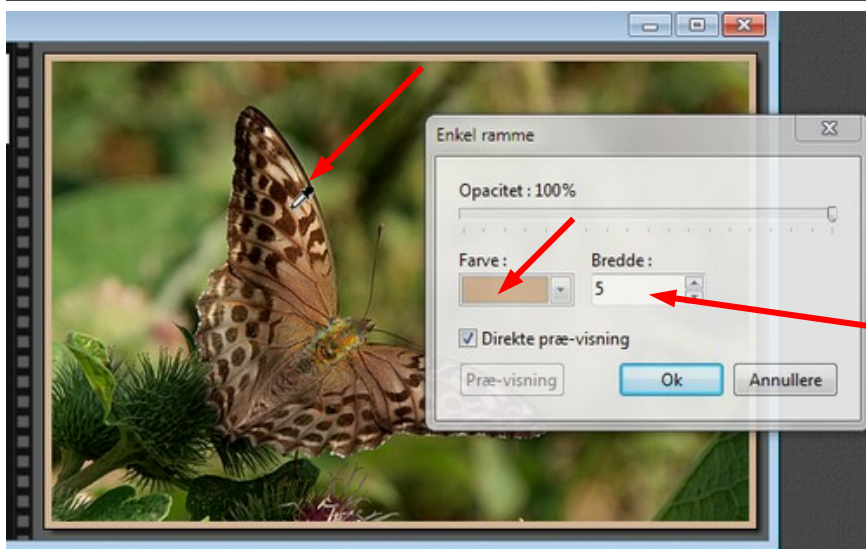 Enkel ramme
Opacitet : 100%
Farve : Bredde :
5
Direkte præ-visning
Præ-visning Ok Annullere